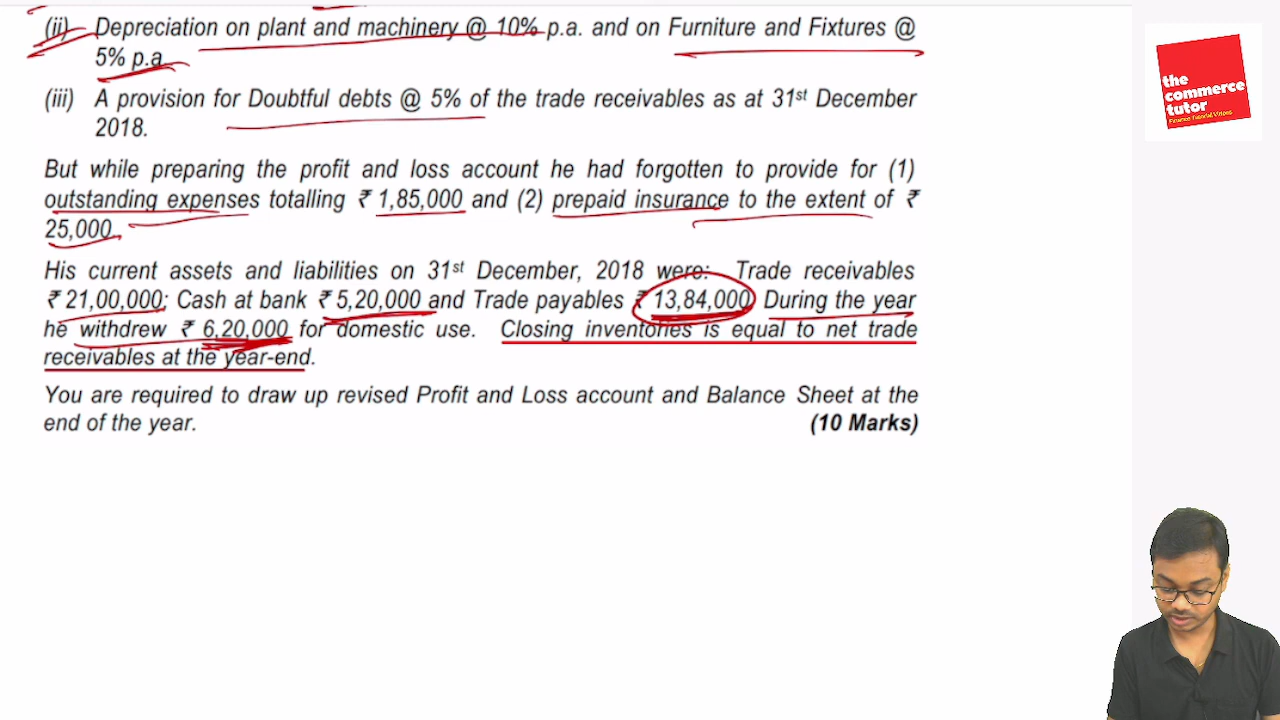 (ii) Depreciation on plant and machinery @ 10% p.a. and on Furniture and Fixtures @
5% p.a.
(iii) A provision for Doubtful debts @ 5% of the trade receivables as at 31st December
2018.
But while preparing the profit and loss account he had forgotten to provide for (1)
outstanding expenses totalling ₹ 1,85,000 and (2) prepaid insurance to the extent of ₹
25,000.
His current assets and liabilities on 31st December, 2018 were: Trade receivables
₹ 21,00,000; Cash at bank ₹ 5,20,000 and Trade payables ₹ 13,84,000 During the year
he withdrew ₹ 6,20,000 for domestic use. Closing inventories is equal to net trade
receivables at the year-end.
You are required to draw up revised Profit and Loss account and Balance Sheet at the
end of the year. (10 Marks)
the
commerce
tutor